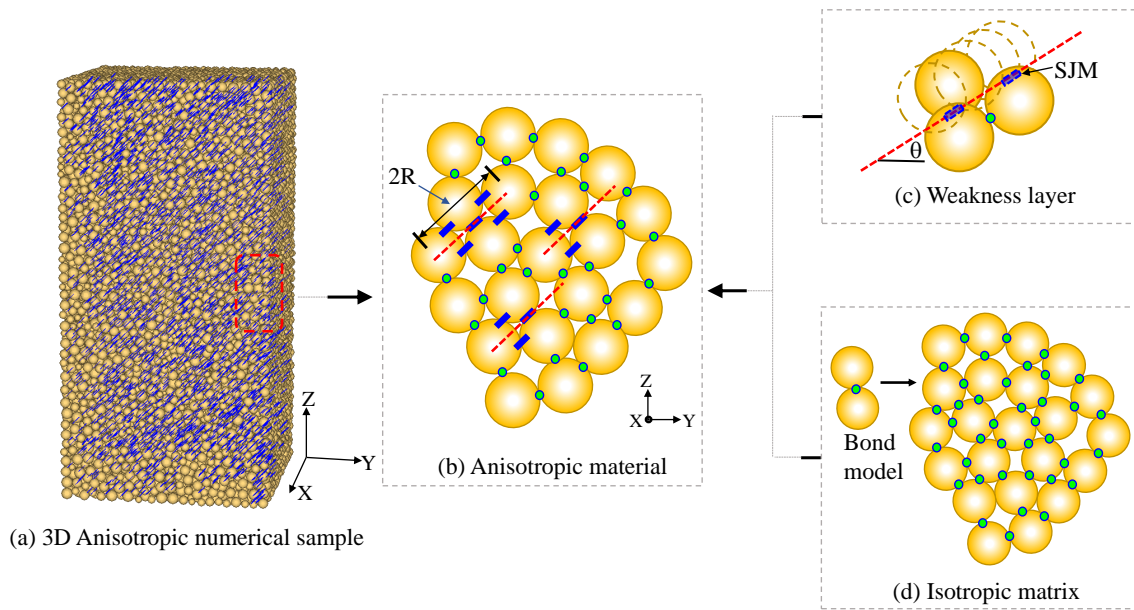 Z
Y
X
(a) 3D Anisotropic numerical sample
2R
Z
X
Y
(b) Anisotropic material
SJM
θ
(c) Weakness layer
Bond
model
(d) Isotropic matrix